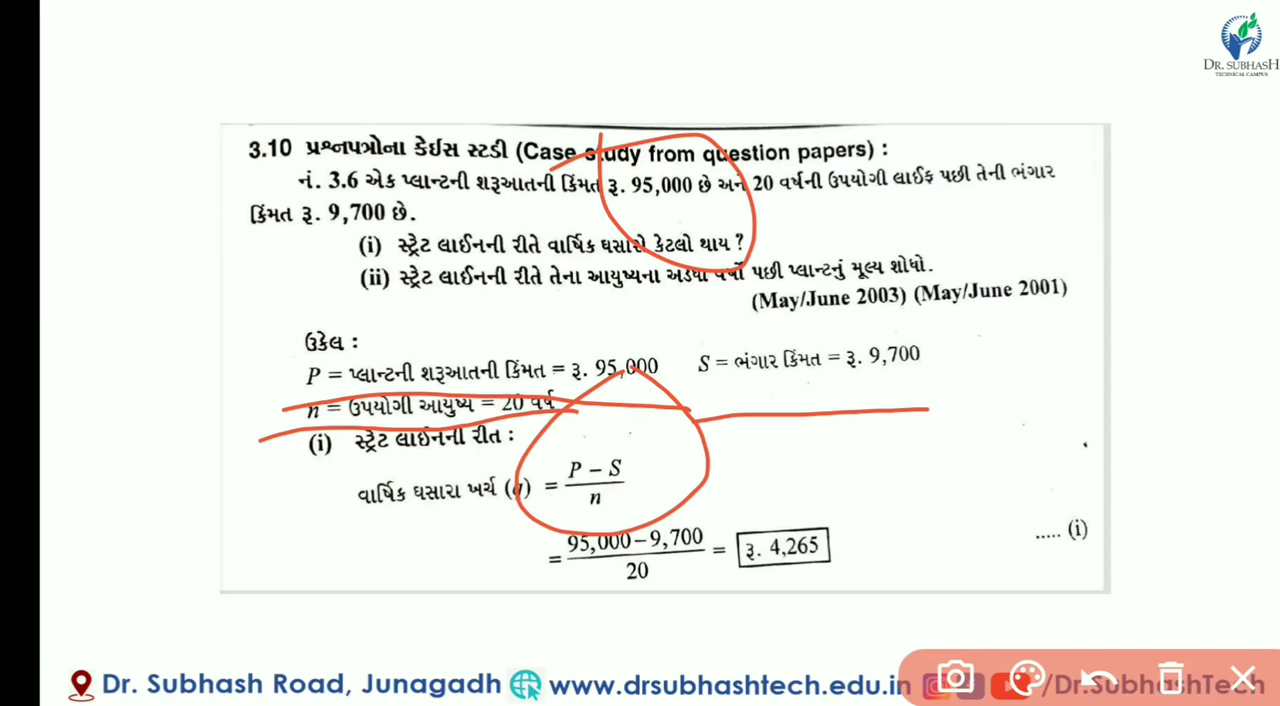 DR. SUBHASH
TECHNICAL CAMPUS
3.10 પ્રશ્નપત્રોના કેઈસ સ્ટડી (Case study from question papers) :
નં. 3.6 એક પ્લાન્ટની શરૂઆતની કિંમત રૂ. 95,000 છે અને 20 વર્ષની ઉપયોગી લાઈફ પછી તેની ભંગાર
કિંમત રૂ. 9,700 છે.
(i) સ્ટ્રેટ લાઈનની રીતે વાર્ષિક ઘસારો કેટલો થાય ?
(ii) સ્ટ્રેટ લાઈનની રીતે તેના આયુષ્યના અડધા વર્ષો પછી પ્લાન્ટનું મૂલ્ય શોધો.
(May/June 2003) (May/June 2001)
ઉકેલ :
P = પ્લાન્ટની શરૂઆતની કિંમત = રૂ. 95,000 S = ભંગાર કિંમત = રૂ. 9,700
n = ઉપયોગી આયુષ્ય = 20 વર્ષ
(i) સ્ટ્રેટ લાઈનની રીત :
વાર્ષિક ઘસારા ખર્ચ (a) = P – S
n
= 95,000 – 9,700 = રૂ. 4,265 ..... (i)
20
Dr. Subhash Road, Junagadh www.drsubhashtech.edu.in /Dr.SubhashTech